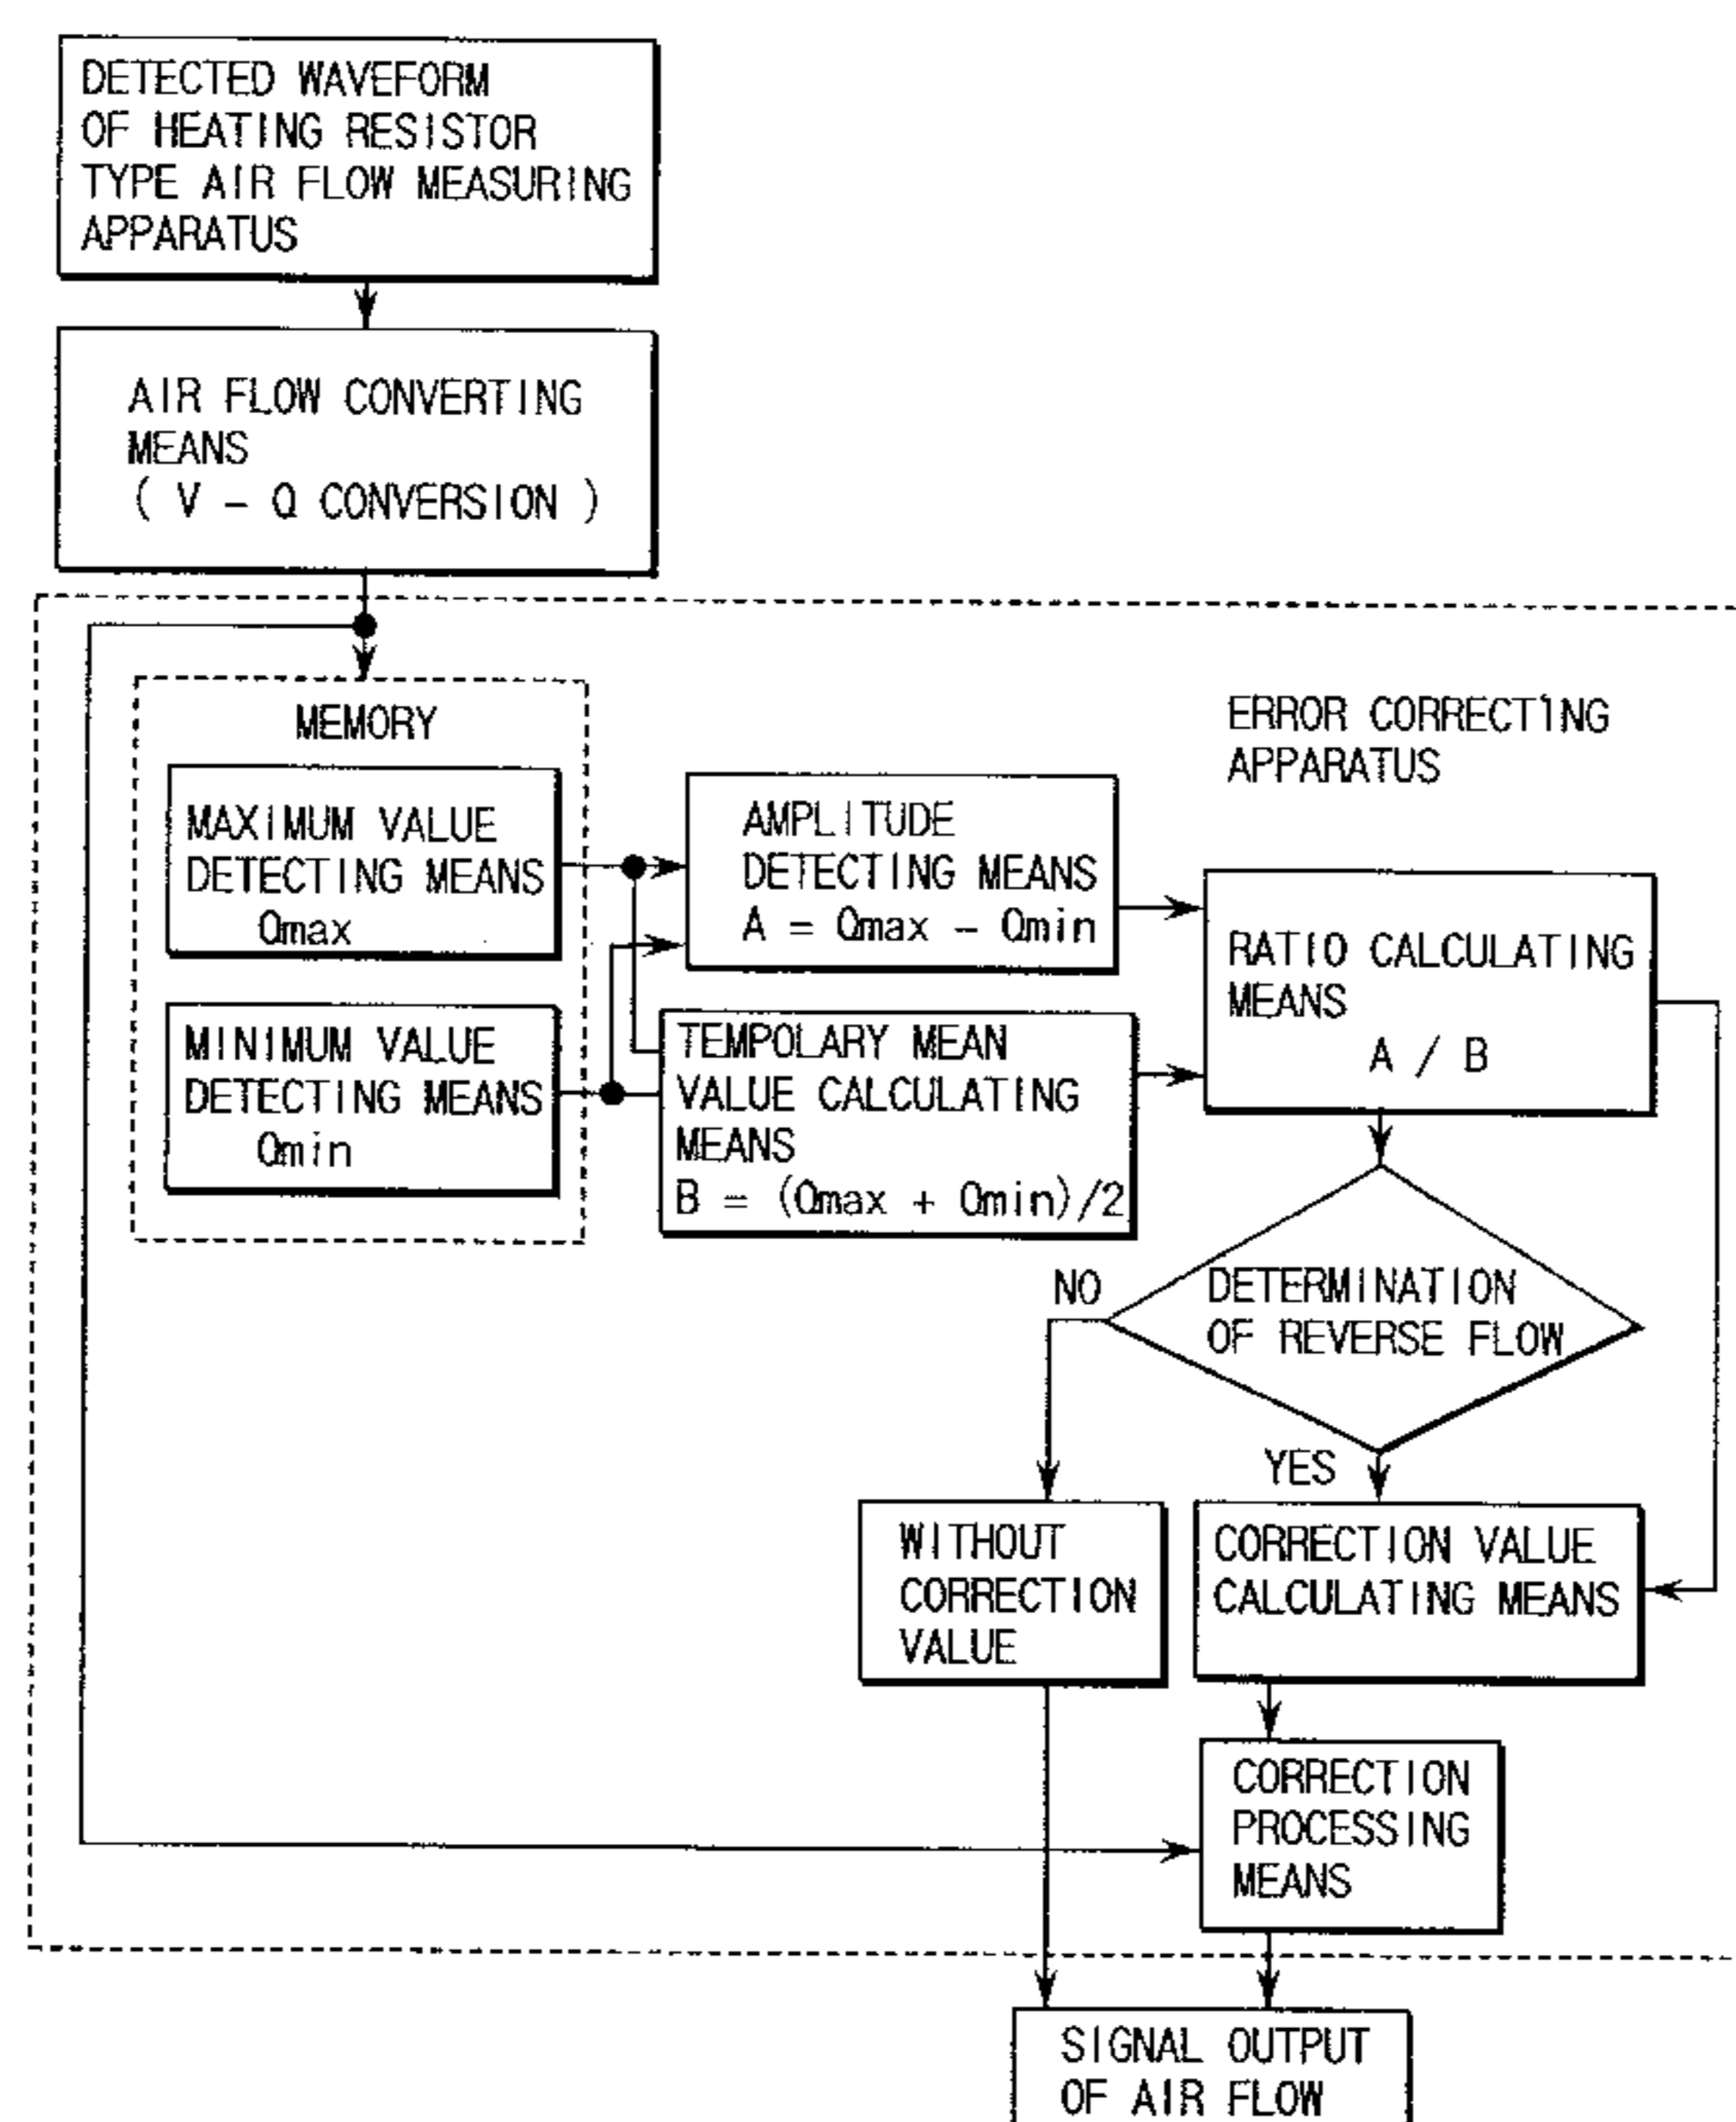 DETECTED WAVEFORM
OF HEATING RESISTOR
TYPE AIR FLOW MEASURING
APPARATUS
AIR FLOW CONVERTING
MEANS
( V - Q CONVERSION )
MEMORY
MAXIMUM VALUE
DETECTING MEANS
Qmax
MINIMUM VALUE
DETECTING MEANS
Qmin
AMPLITUDE
DETECTING MEANS
A = Qmax - Qmin
TEMPOLARY MEAN
VALUE CALCULATING
MEANS
B = (Qmax + Qmin)/2
ERROR CORRECTING
APPARATUS
RATIO CALCULATING
MEANS
A / B
DETERMINATION
OF REVERSE FLOW
NO
YES
WITHOUT
CORRECTION
VALUE
CORRECTION VALUE
CALCULATING MEANS
CORRECTION
PROCESSING
MEANS
SIGNAL OUTPUT
OF AIR FLOW